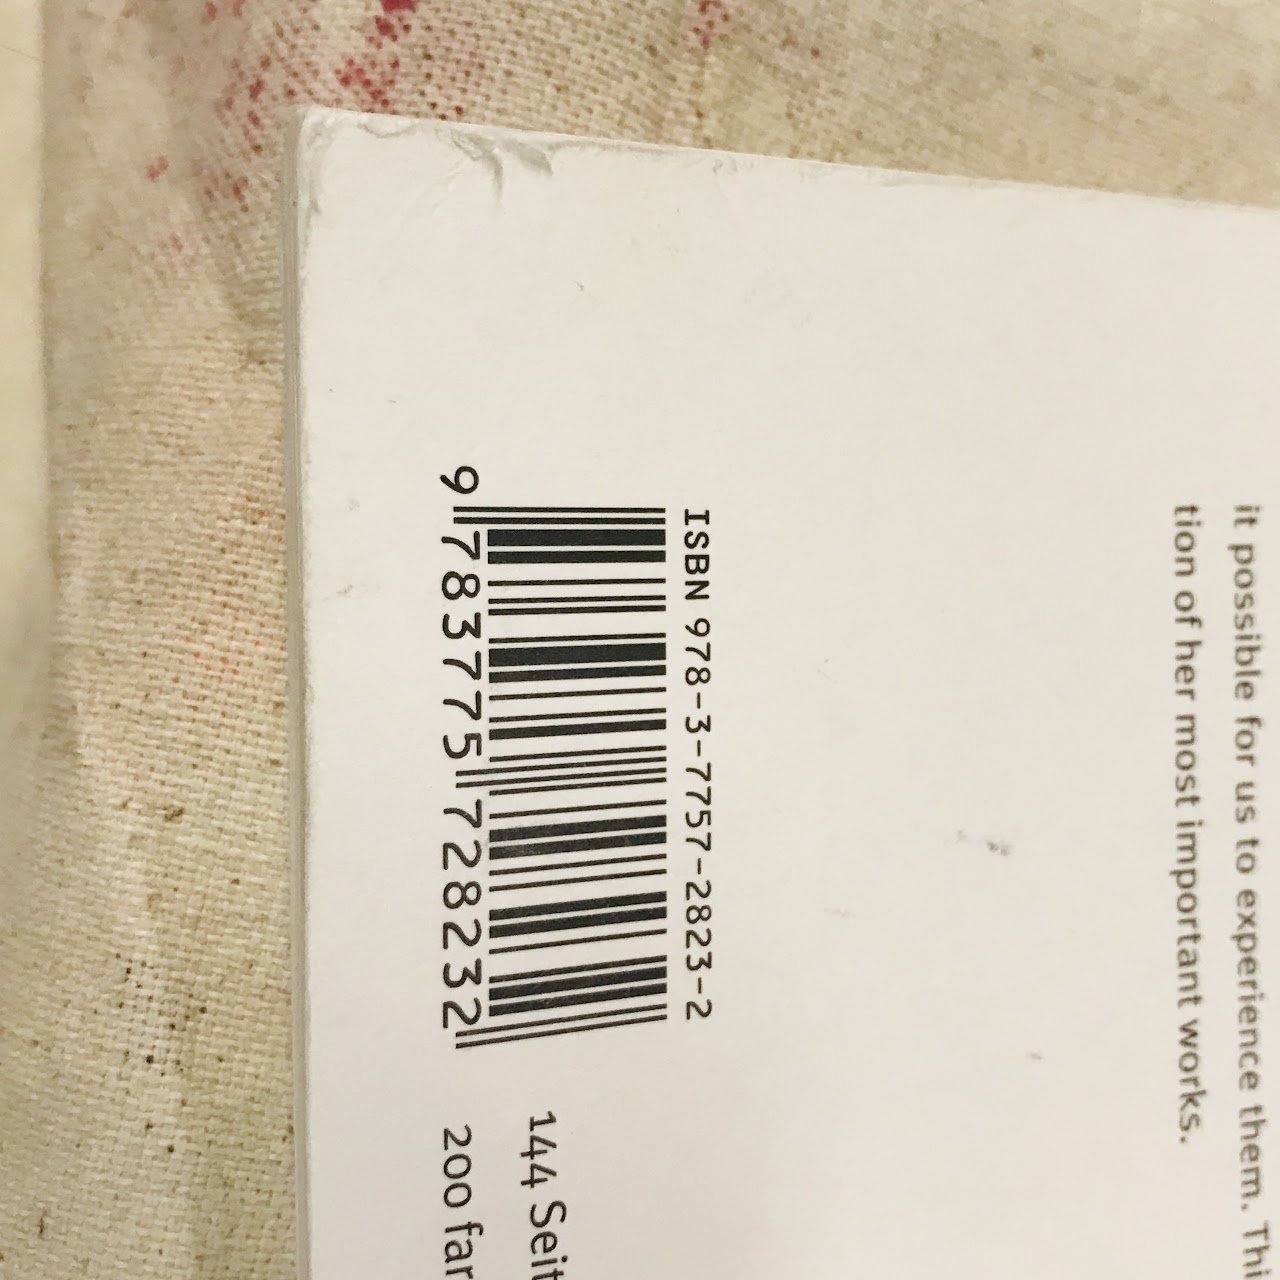 it possible for us to experience them. Thi
tion of her most important works.
ISBN 978-3-7757-2823-2
9 783775 728232
144 Seit
200 far